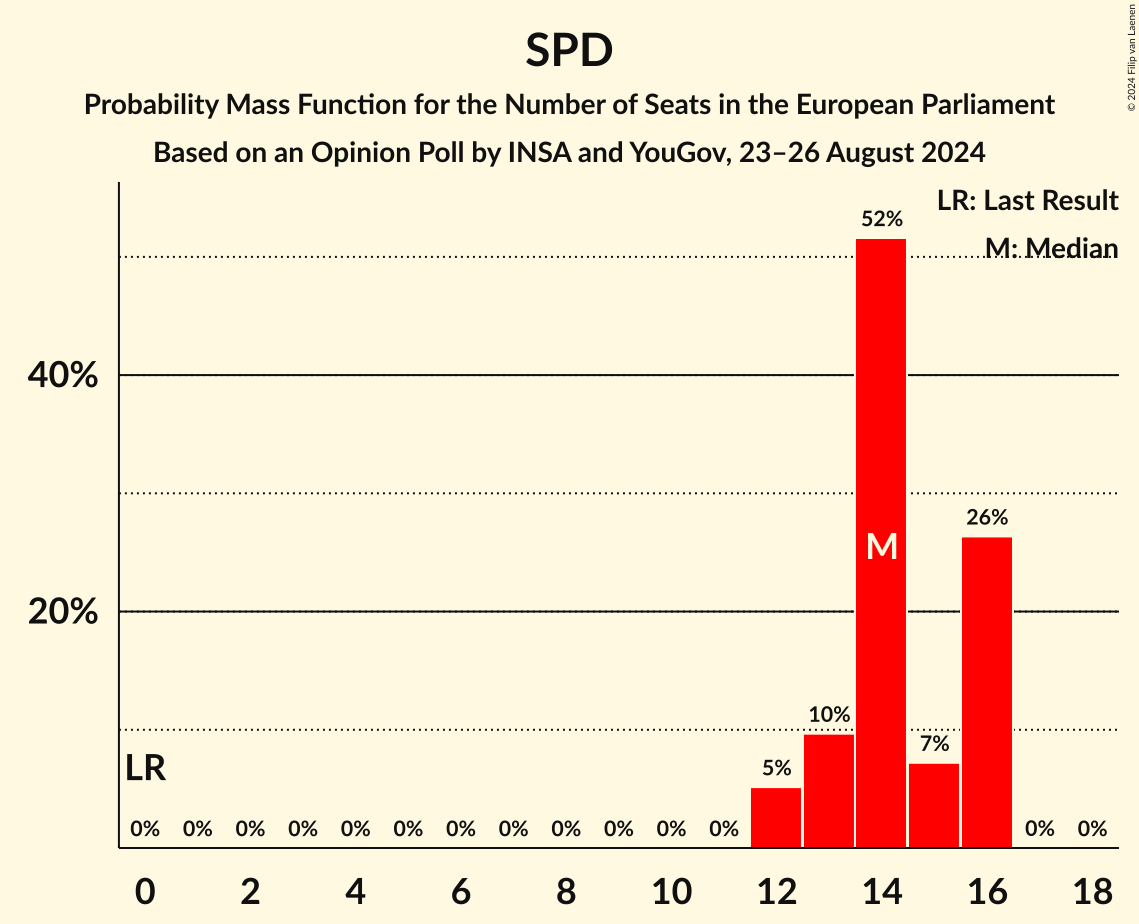 SPD
Probability Mass Function for the Number of Seats in the European Parliament
Based on an Opinion Poll by INSA and YouGov, 23–26 August 2024
© 2024 Filip van Laenen
LR: Last Result
M: Median
52%
40%
26%
M
20%
10%
7%
5%
LR
0% 0% 0% 0% 0% 0% 0% 0% 0% 0% 0% 0% 0% 0%
0 2 4 6 8 10 12 14 16 18